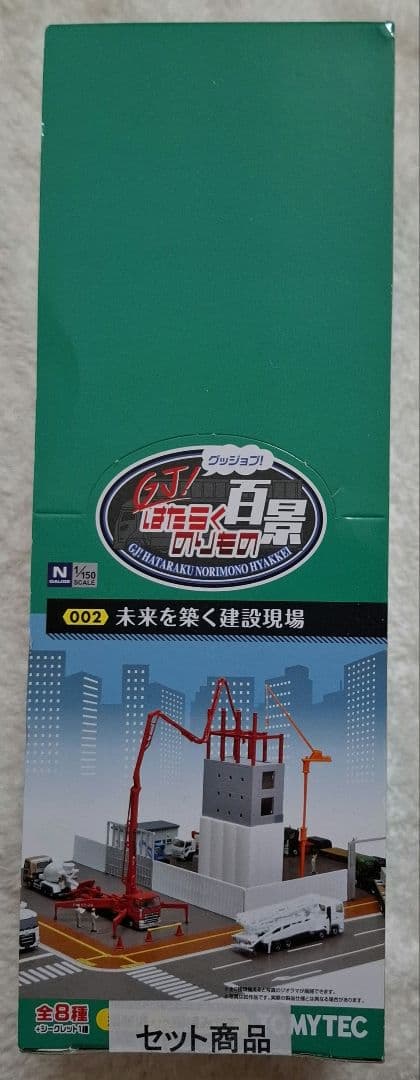 グッジョブ!
GJ!
はたらく
のりもの
百景
GJ! HATARAKU NORIMONO HYAKKEI
N
GAUGE
1/150
SCALE
002 未来を築く建設現場
全8種
+シークレット1種
セット商品
OMYTEC